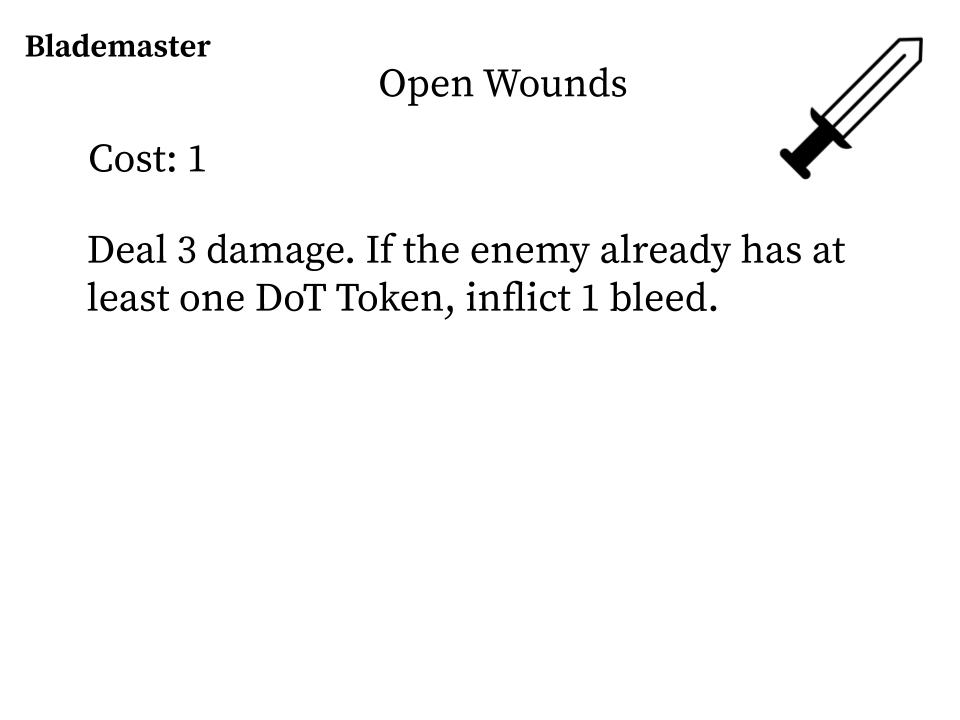 Blademaster
Open Wounds
Cost: 1
Deal 3 damage. If the enemy already has at
least one DoT Token, inflict 1 bleed.